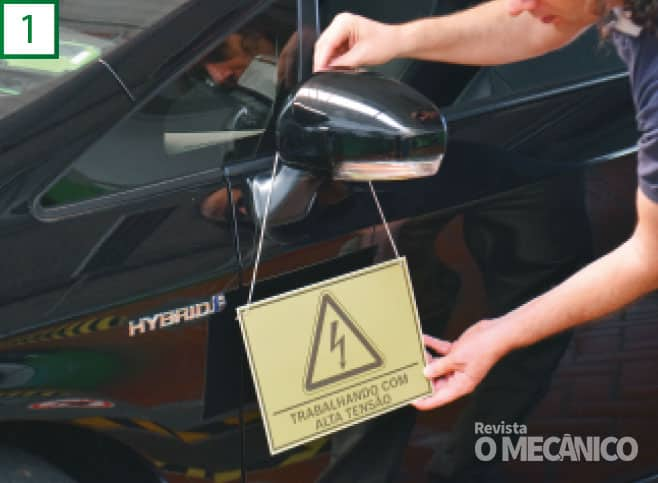 1
HYBRID
TRABALHANDO COM
ALTA TENSÃO
Revista
O MECÂNICO